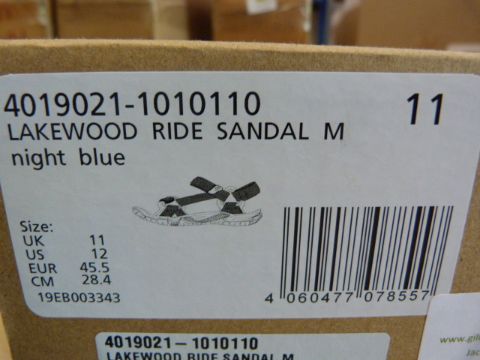 4019021-1010110 11
LAKEWOOD RIDE SANDAL M
night blue
Size:
UK 11
US 12
EUR 45.5
CM 28.4
19EB003343
4 060477 078557
4019021-1010110
LAKEWOOD RIDE SANDAL M